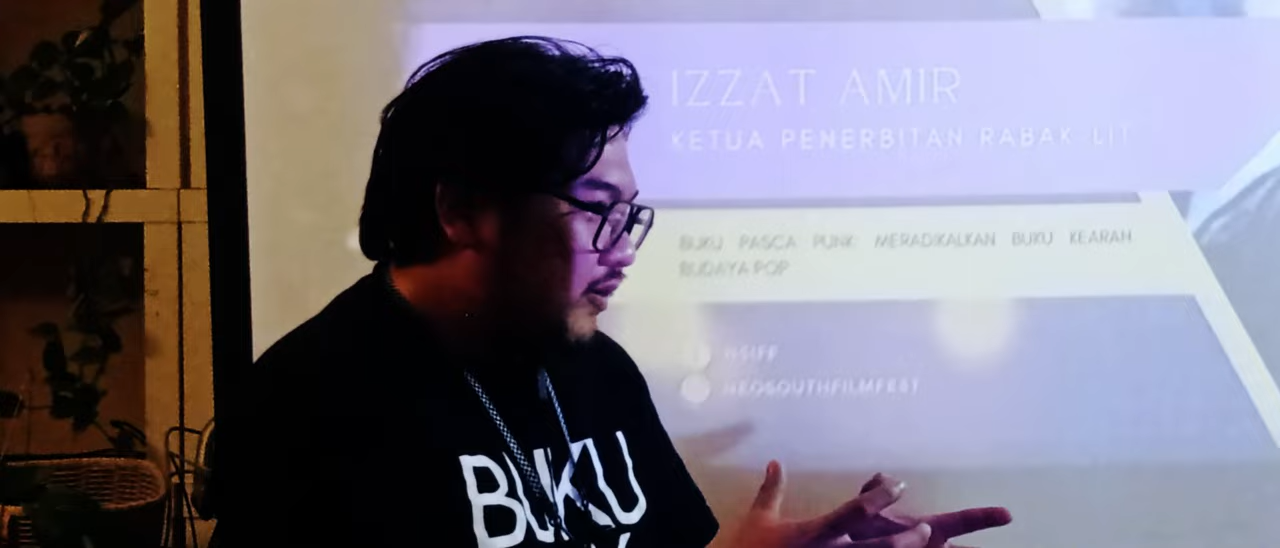 IZZAT AMIR
KETUA PENERBITAN RABAK LIT
BUKU PASCA PUNK: MERADIKALKAN BUKU KEARAH
BUDAYA POP
NSIFF
NEOSOUTHFILMFEST
BUKU